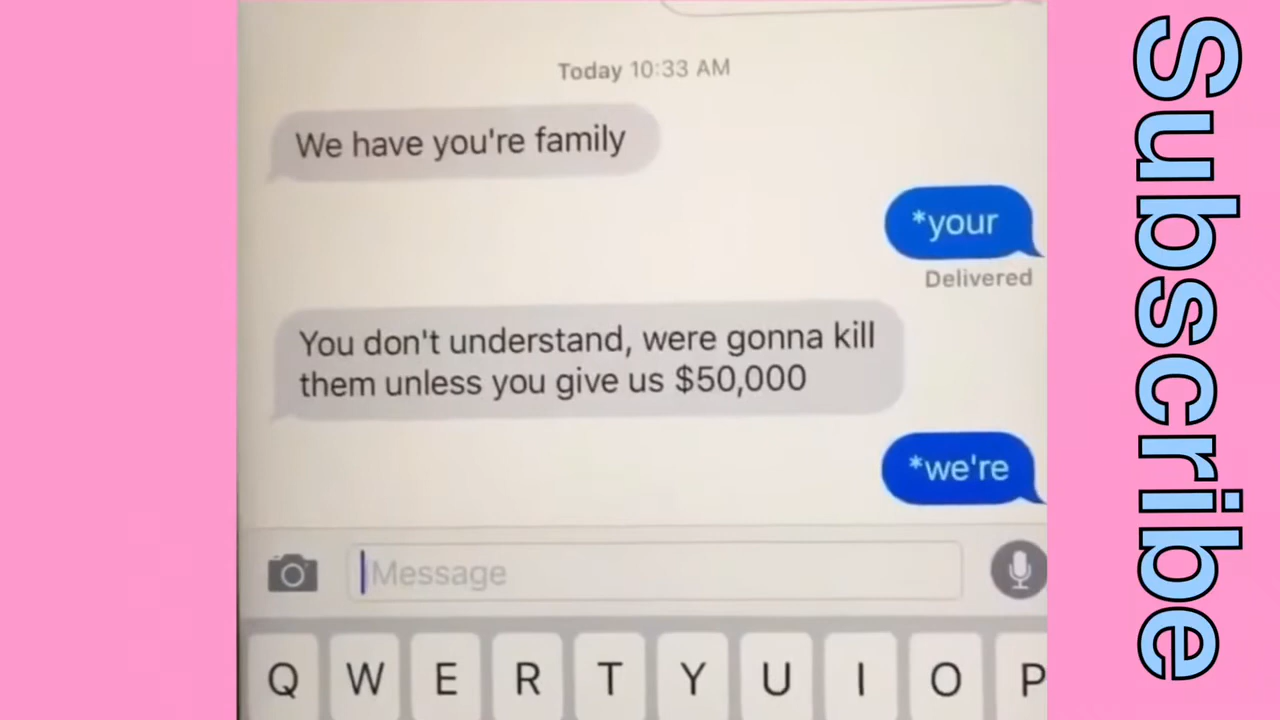 Today 10:33 AM
We have you're family
*your
Delivered
You don't understand, were gonna kill
them unless you give us $50,000
*we're
Message
Q W E R T Y U I O P
Subscribe